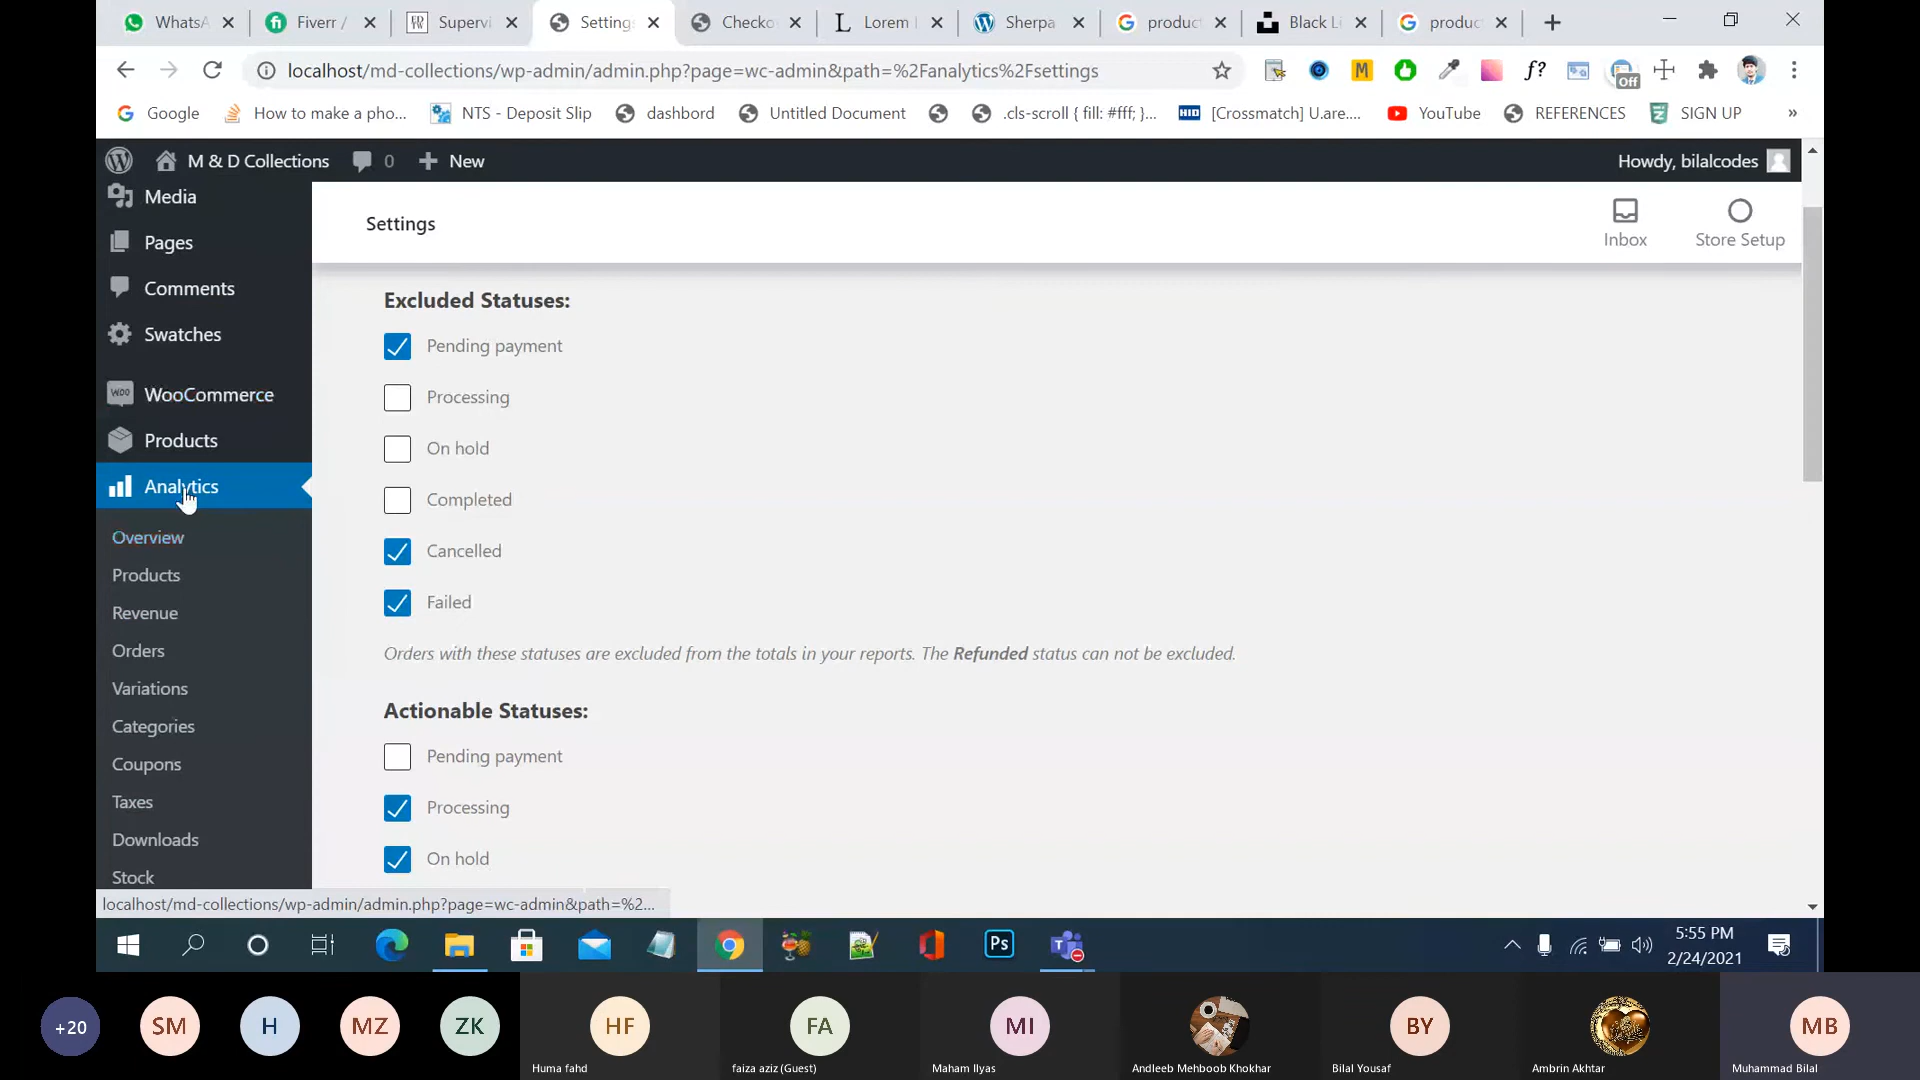 WhatsA
Fiverr /
Supervi
Setting
Checko
Lorem
Sherpa
produc
Black L
produc
localhost/md-collections/wp-admin/admin.php?page=wc-admin&path=%2Fanalytics%2Fsettings
Off
Google
How to make a pho...
NTS - Deposit Slip
dashbord
Untitled Document
.cls-scroll { fill: #fff; }...
HID
[Crossmatch] U.are....
YouTube
REFERENCES
SIGN UP
»
M & D Collections
0
New
Howdy, bilalcodes
Media
Pages
Comments
Swatches
WooCommerce
Products
Analytics
Overview
Products
Revenue
Orders
Variations
Categories
Coupons
Taxes
Downloads
Stock
Settings
Inbox
Store Setup
Excluded Statuses:
Pending payment
Processing
On hold
Completed
Cancelled
Failed
Orders with these statuses are excluded from the totals in your reports. The Refunded status can not be excluded.
Actionable Statuses:
Pending payment
Processing
On hold
localhost/md-collections/wp-admin/admin.php?page=wc-admin&path=%2...
Ps
5:55 PM
2/24/2021
+20
SM
H
MZ
ZK
HF
Huma fahd
FA
faiza aziz (Guest)
MI
Maham Ilyas
Andleeb Mehboob Khokhar
BY
Bilal Yousaf
Ambrin Akhtar
MB
Muhammad Bilal